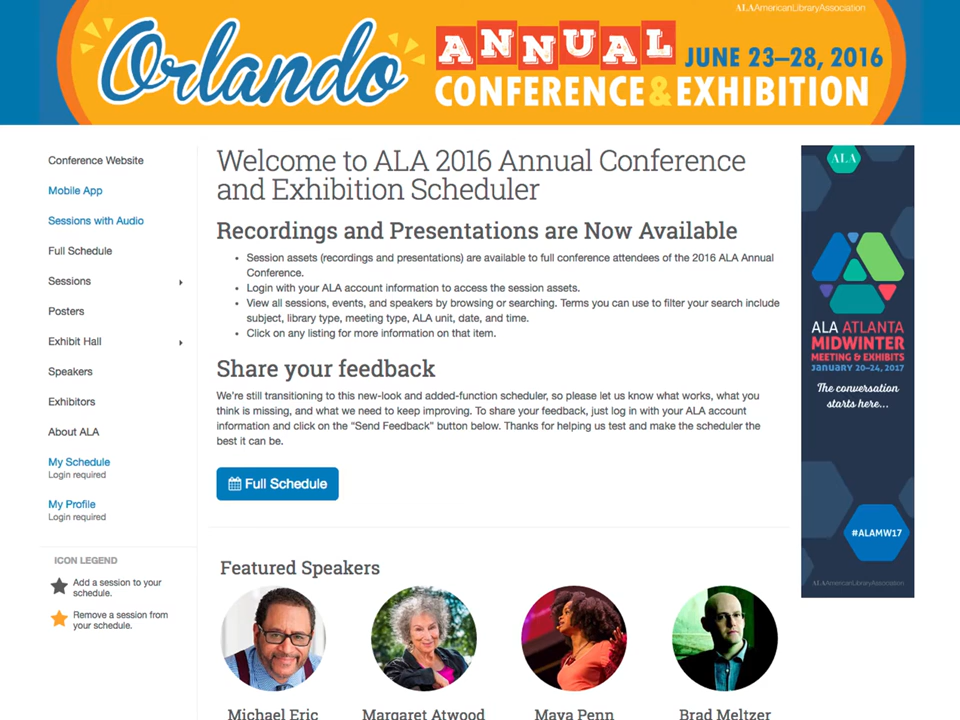 ALAAmericanLibraryAssociation
Orlando
ANNUAL
JUNE 23–28, 2016
CONFERENCE&EXHIBITION
Conference Website
Mobile App
Sessions with Audio
Full Schedule
Sessions
Posters
Exhibit Hall
Speakers
Exhibitors
About ALA
My Schedule
Login required
My Profile
Login required
ICON LEGEND
Add a session to your
schedule.
Remove a session from
your schedule.
Welcome to ALA 2016 Annual Conference
and Exhibition Scheduler
Recordings and Presentations are Now Available
• Session assets (recordings and presentations) are available to full conference attendees of the 2016 ALA Annual
Conference.
• Login with your ALA account information to access the session assets.
• View all sessions, events, and speakers by browsing or searching. Terms you can use to filter your search include
subject, library type, meeting type, ALA unit, date, and time.
• Click on any listing for more information on that item.
Share your feedback
We're still transitioning to this new-look and added-function scheduler, so please let us know what works, what you
think is missing, and what we need to keep improving. To share your feedback, just log in with your ALA account
information and click on the "Send Feedback" button below. Thanks for helping us test and make the scheduler the
best it can be.
Full Schedule
Featured Speakers
Michael Eric
Margaret Atwood
Maya Penn
Brad Meltzer
ALA
ALA ATLANTA
MIDWINTER
MEETING & EXHIBITS
JANUARY 20–24, 2017
The conversation
starts here...
#ALAMW17
ALAAmericanLibraryAssociation